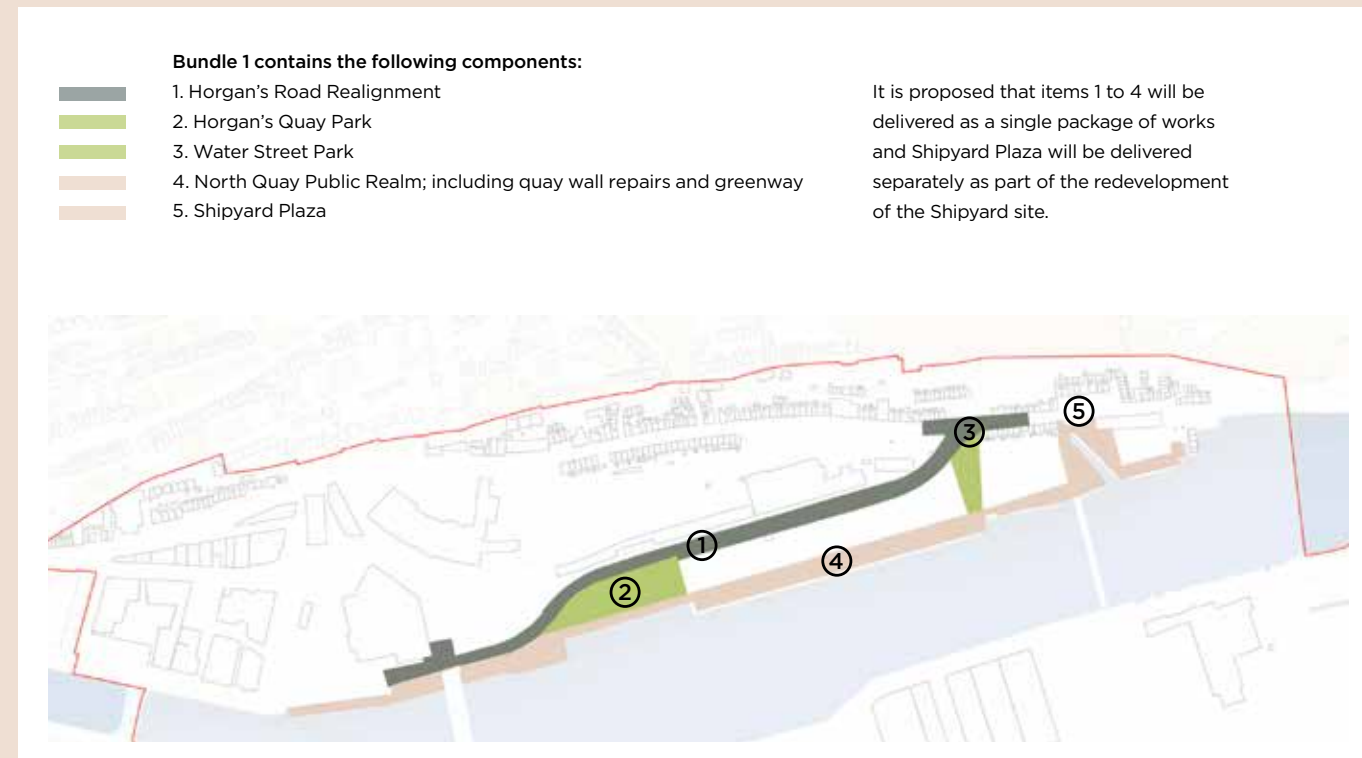 Bundle 1 contains the following components:
1. Horgan’s Road Realignment
2. Horgan’s Quay Park
3. Water Street Park
4. North Quay Public Realm; including quay wall repairs and greenway
5. Shipyard Plaza
It is proposed that items 1 to 4 will be
delivered as a single package of works
and Shipyard Plaza will be delivered
separately as part of the redevelopment
of the Shipyard site.
5
3
1
4
2